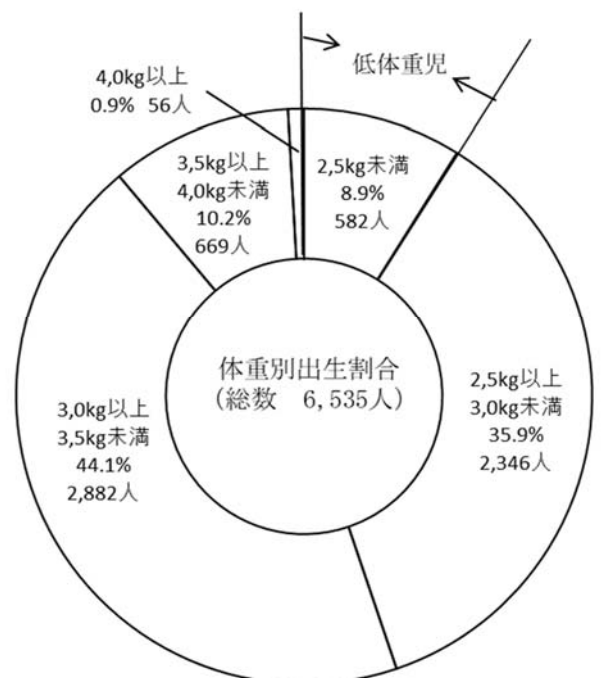 低体重児
4,0kg以上
0.9% 56人
3,5kg以上
4,0kg未満
10.2%
669人
2,5kg未満
8.9%
582人
体重別出生割合
(総数 6,535人)
2,5kg以上
3,0kg未満
35.9%
2,346人
3,0kg以上
3,5kg未満
44.1%
2,882人